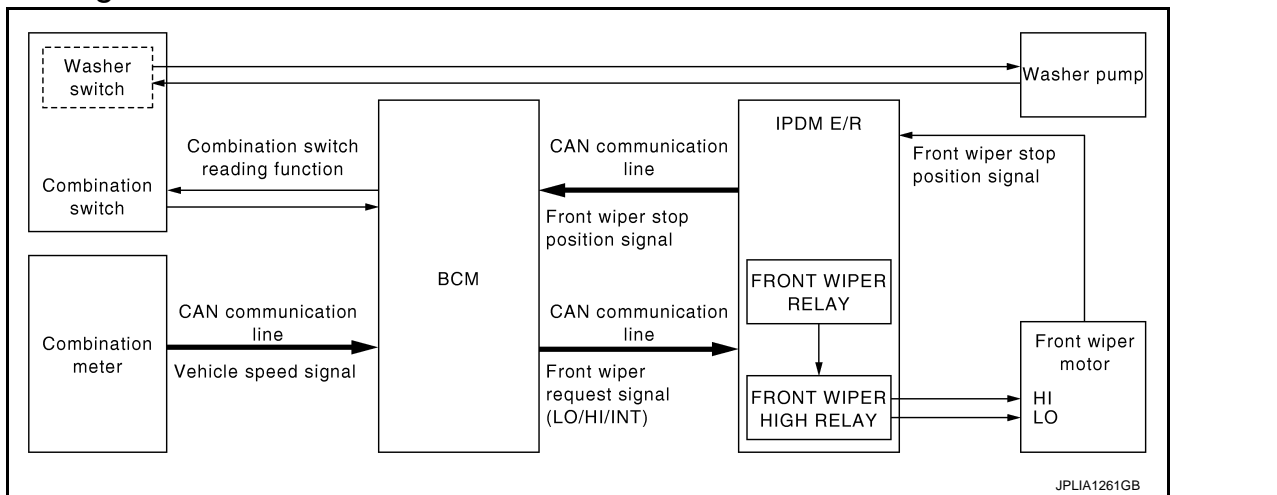 Washer
switch
Washer pump
Combination switch
reading function
Combination
switch
CAN communication
line
Front wiper stop
position signal
IPDM E/R
Front wiper stop
position signal
BCM
Combination
meter
CAN communication
line
Vehicle speed signal
CAN communication
line
Front wiper
request signal
(LO/HI/INT)
FRONT WIPER
RELAY
FRONT WIPER
HIGH RELAY
Front wiper
motor
HI
LO
JPLIA1261GB